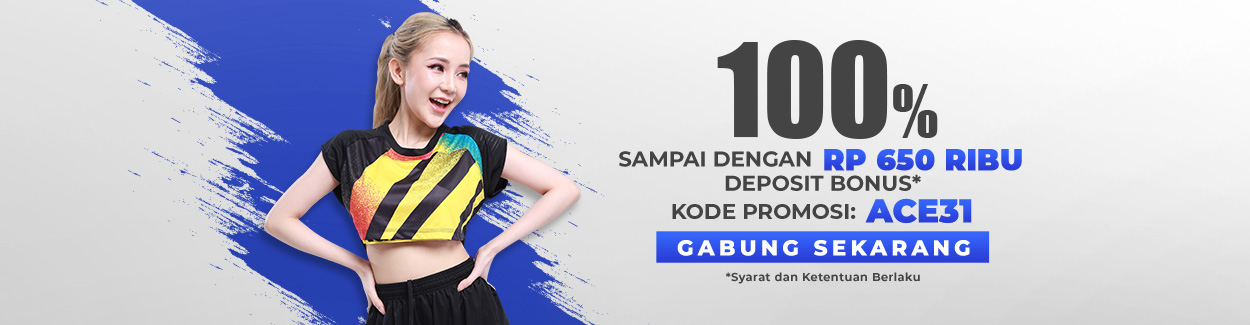 100%
SAMPAI DENGAN RP 650 RIBU
DEPOSIT BONUS*
KODE PROMOSI: ACE31
GABUNG SEKARANG
*Syarat dan Ketentuan Berlaku